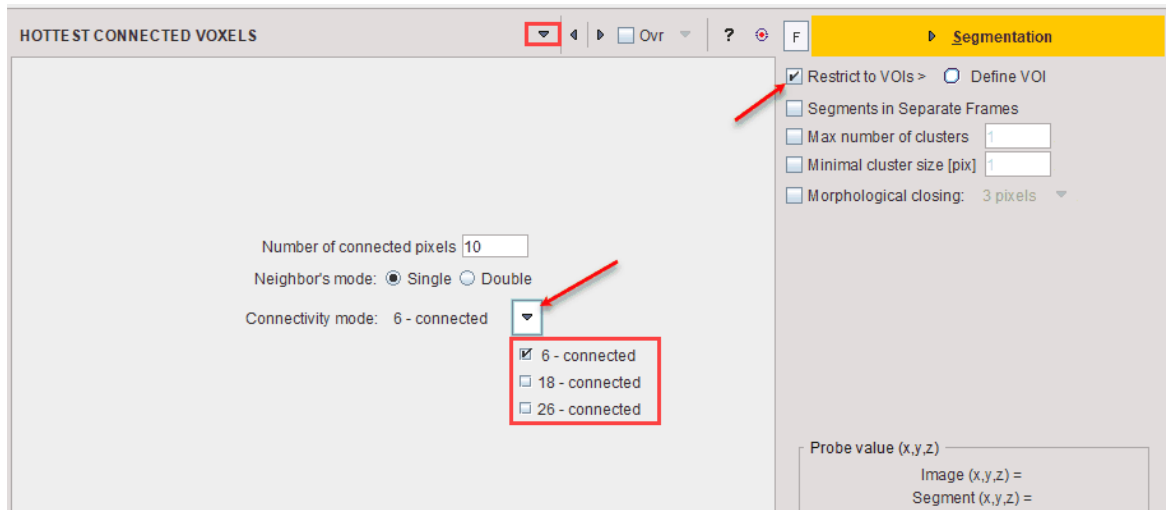 HOTTEST CONNECTED VOXELS
Ovr
?
F
Segmentation
Restrict to VOIs > Define VOI
Segments in Separate Frames
Max number of clusters 1
Minimal cluster size [pix] 1
Morphological closing: 3 pixels
Number of connected pixels 10
Neighbor's mode: Single Double
Connectivity mode: 6 - connected
6 - connected
18 - connected
26 - connected
Probe value (x,y,z)
Image (x,y,z) =
Segment (x,y,z) =